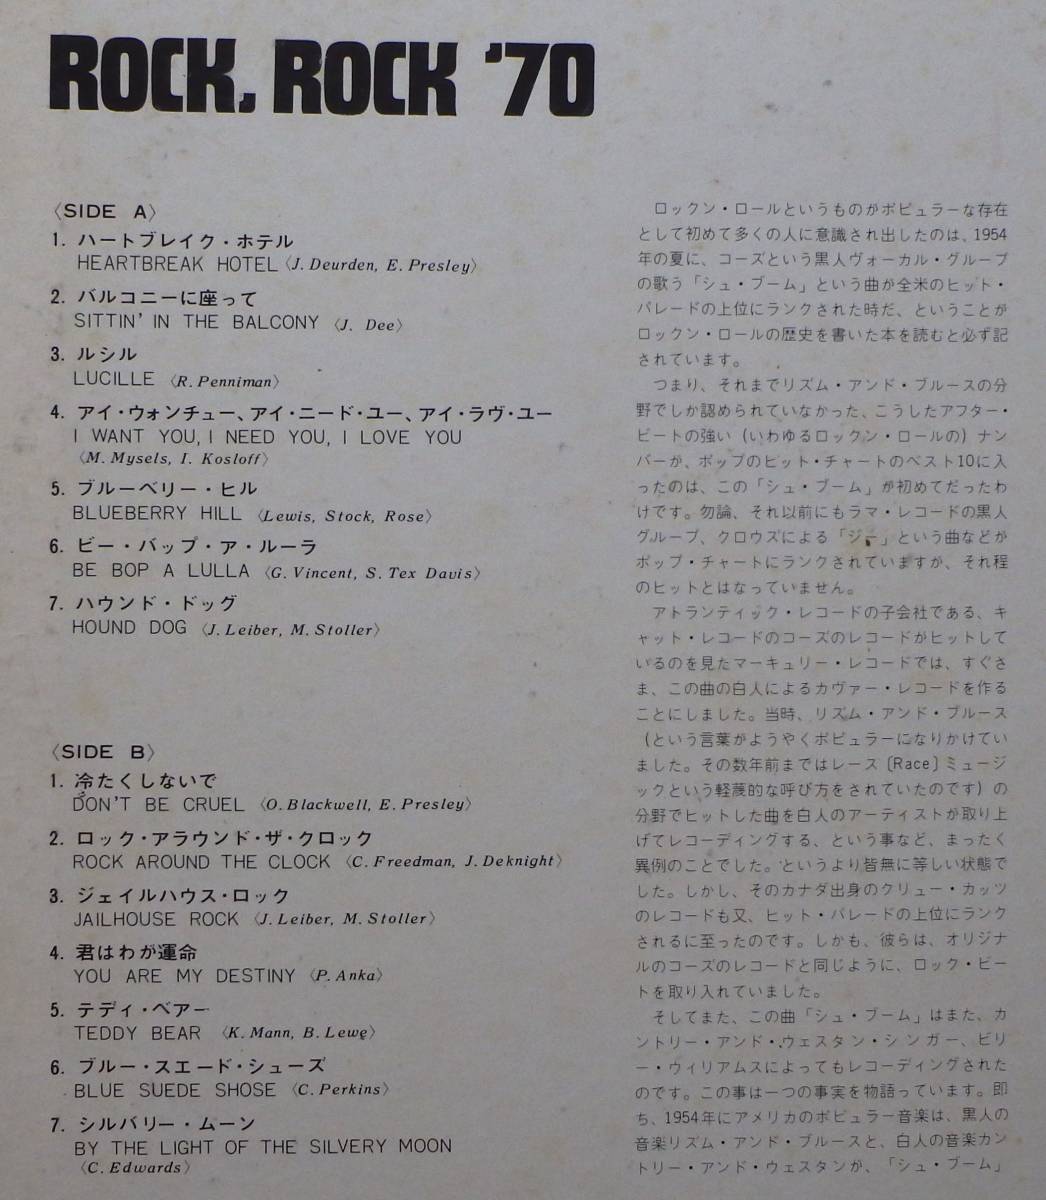 ROCK, ROCK '70
〈SIDE A〉
1. ハートブレイク・ホテル
HEARTBREAK HOTEL〈J. Deurden, E. Presley〉
2. バルコニーに座って
SITTIN' IN THE BALCONY 〈J. Dee〉
3. ルシル
LUCILLE 〈R. Penniman〉
4. アイ・ウォンチュー、アイ・ニード・ユー、アイ・ラヴ・ユー
I WANT YOU, I NEED YOU, I LOVE YOU
〈M. Mysels, I. Kosloff〉
5. ブルーベリー・ヒル
BLUEBERRY HILL 〈Lewis, Stock, Rose〉
6. ビー・バップ・ア・ルーラ
BE BOP A LULLA 〈G. Vincent, S. Tex Davis〉
7. ハウンド・ドッグ
HOUND DOG 〈J. Leiber, M. Stoller〉
〈SIDE B〉
1. 冷たくしないで
DON'T BE CRUEL 〈O. Blackwell, E. Presley〉
2. ロック・アラウンド・ザ・クロック
ROCK AROUND THE CLOCK 〈C. Freedman, J. Deknight〉
3. ジェイルハウス・ロック
JAILHOUSE ROCK 〈J. Leiber, M. Stoller〉
4. 君はわが運命
YOU ARE MY DESTINY 〈P. Anka〉
5. テディ・ベアー
TEDDY BEAR 〈K. Mann, B. Lewe〉
6. ブルー・スエード・シューズ
BLUE SUEDE SHOSE 〈C. Perkins〉
7. シルバリー・ムーン
BY THE LIGHT OF THE SILVERY MOON
〈C. Edwards〉
ロックン・ロールというものがポピュラーな存在
として初めて多くの人に意識され出したのは、1954
年の夏に、コーズという黒人ヴォーカル・グループ
の歌う「シュ・ブーム」という曲が全米のヒット・
パレードの上位にランクされた時だ、ということが
ロックン・ロールの歴史を書いた本を読むと必ず記
されています。
つまり、それまでリズム・アンド・ブルースの分
野でしか認められていなかった、こうしたアフター・
ビートの強い（いわゆるロックン・ロールの）ナン
バーが、ポップのヒット・チャートのベスト10に入
ったのは、この「シュ・ブーム」が初めてだったわ
けです。勿論、それ以前にもラマ・レコードの黒人
グループ、クロウズによる「ジー」という曲などが
ポップ・チャートにランクされていますが、それ程
のヒットとはなっていません。
アトランティック・レコードの子会社である、キ
ャット・レコードのコーズのレコードがヒットして
いるのを見たマーキュリー・レコードでは、すぐさ
ま、この曲の白人によるカヴァー・レコードを作る
ことにしました。当時、リズム・アンド・ブルース
（という言葉がようやくポピュラーになりかけてい
ました。その数年前まではレース〔Race〕ミュージ
ックという軽蔑的な呼び方をされていたのです）の
分野でヒットした曲を白人のアーティストが取り上
げてレコーディングする、という事など、まったく
異例のことでした。というより皆無に等しい状態で
した。しかし、そのカナダ出身のクリュー・カッツ
のレコードも又、ヒット・パレードの上位にランク
されるに至ったのです。しかも、彼らは、オリジナ
ルのコーズのレコードと同じように、ロック・ビー
トを取り入れていました。
そしてまた、この曲「シュ・ブーム」はまた、カ
ントリー・アンド・ウェスタン・シンガー、ビリ
ー・ウィリアムスによってもレコーディングされた
のです。この事は一つの事実を物語っています。即
ち、1954年にアメリカのポピュラー音楽は、黒人の
音楽リズム・アンド・ブルースと、白人の音楽カン
トリー・アンド・ウェスタンが、「シュ・ブーム」